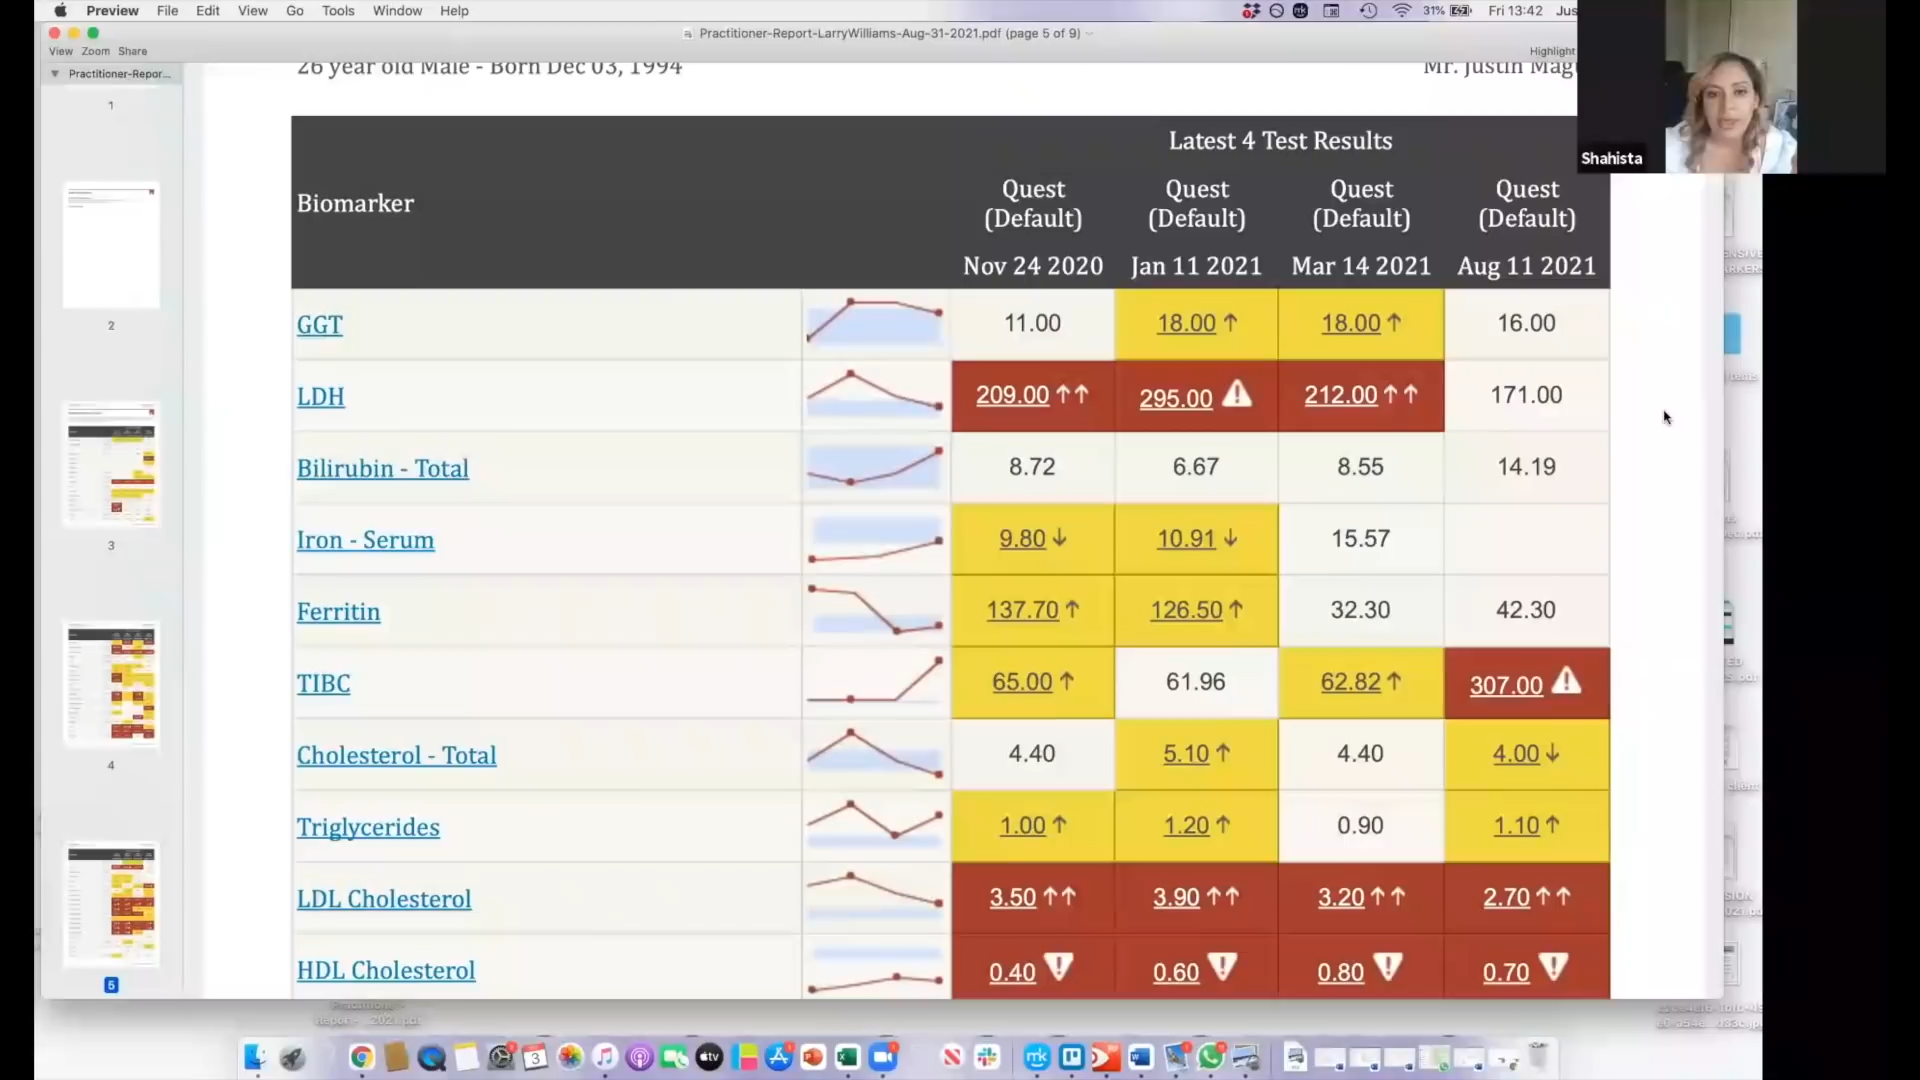 Preview File Edit View Go Tools Window Help
31% Fri 13:42 Jus
Practitioner-Report-LarryWilliams-Aug-31-2021.pdf (page 5 of 9)
View Zoom Share
Highlight
Practitioner-Repor...
26 year old Male - Born Dec 03, 1994
Mr. Justin Magu
Shahista
1
2
3
4
5
Latest 4 Test Results
Biomarker
Quest (Default) Nov 24 2020
Quest (Default) Jan 11 2021
Quest (Default) Mar 14 2021
Quest (Default) Aug 11 2021
GGT 11.00 18.00 ↑ 18.00 ↑ 16.00
LDH 209.00 ↑↑ 295.00 212.00 ↑↑ 171.00
Bilirubin - Total 8.72 6.67 8.55 14.19
Iron - Serum 9.80 ↓ 10.91 ↓ 15.57
Ferritin 137.70 ↑ 126.50 ↑ 32.30 42.30
TIBC 65.00 ↑ 61.96 62.82 ↑ 307.00
Cholesterol - Total 4.40 5.10 ↑ 4.40 4.00 ↓
Triglycerides 1.00 ↑ 1.20 ↑ 0.90 1.10 ↑
LDL Cholesterol 3.50 ↑↑ 3.90 ↑↑ 3.20 ↑↑ 2.70 ↑↑
HDL Cholesterol 0.40 0.60 0.80 0.70